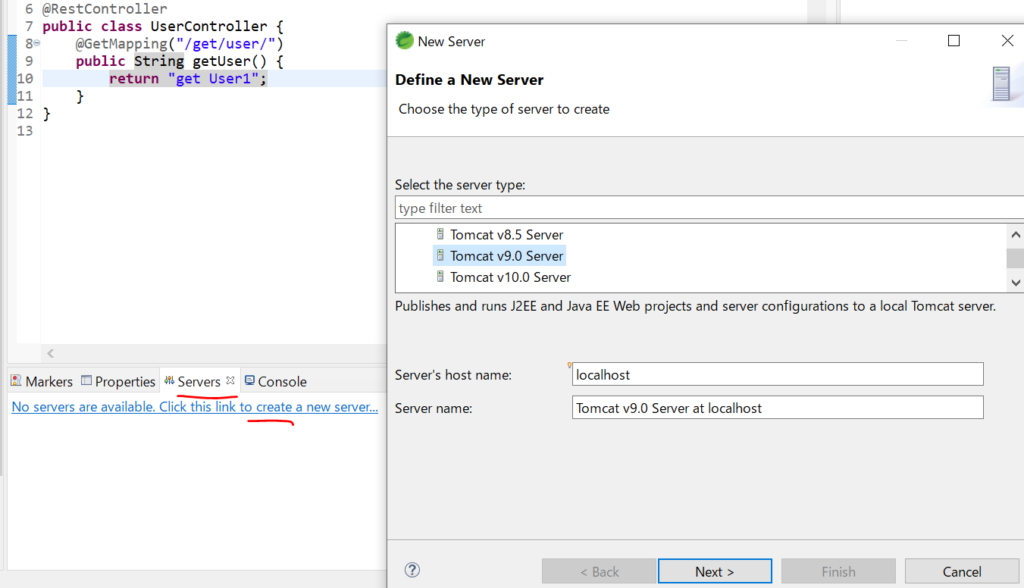 6 @RestController
7 public class UserController {
8 @GetMapping("/get/user/")
9 public String getUser() {
10 return "get User1";
11 }
12 }
13
Markers Properties Servers Console
No servers are available. Click this link to create a new server...
New Server
Define a New Server
Choose the type of server to create
Select the server type:
type filter text
Tomcat v8.5 Server
Tomcat v9.0 Server
Tomcat v10.0 Server
Publishes and runs J2EE and Java EE Web projects and server configurations to a local Tomcat server.
Server's host name: localhost
Server name: Tomcat v9.0 Server at localhost
? < Back Next > Finish Cancel